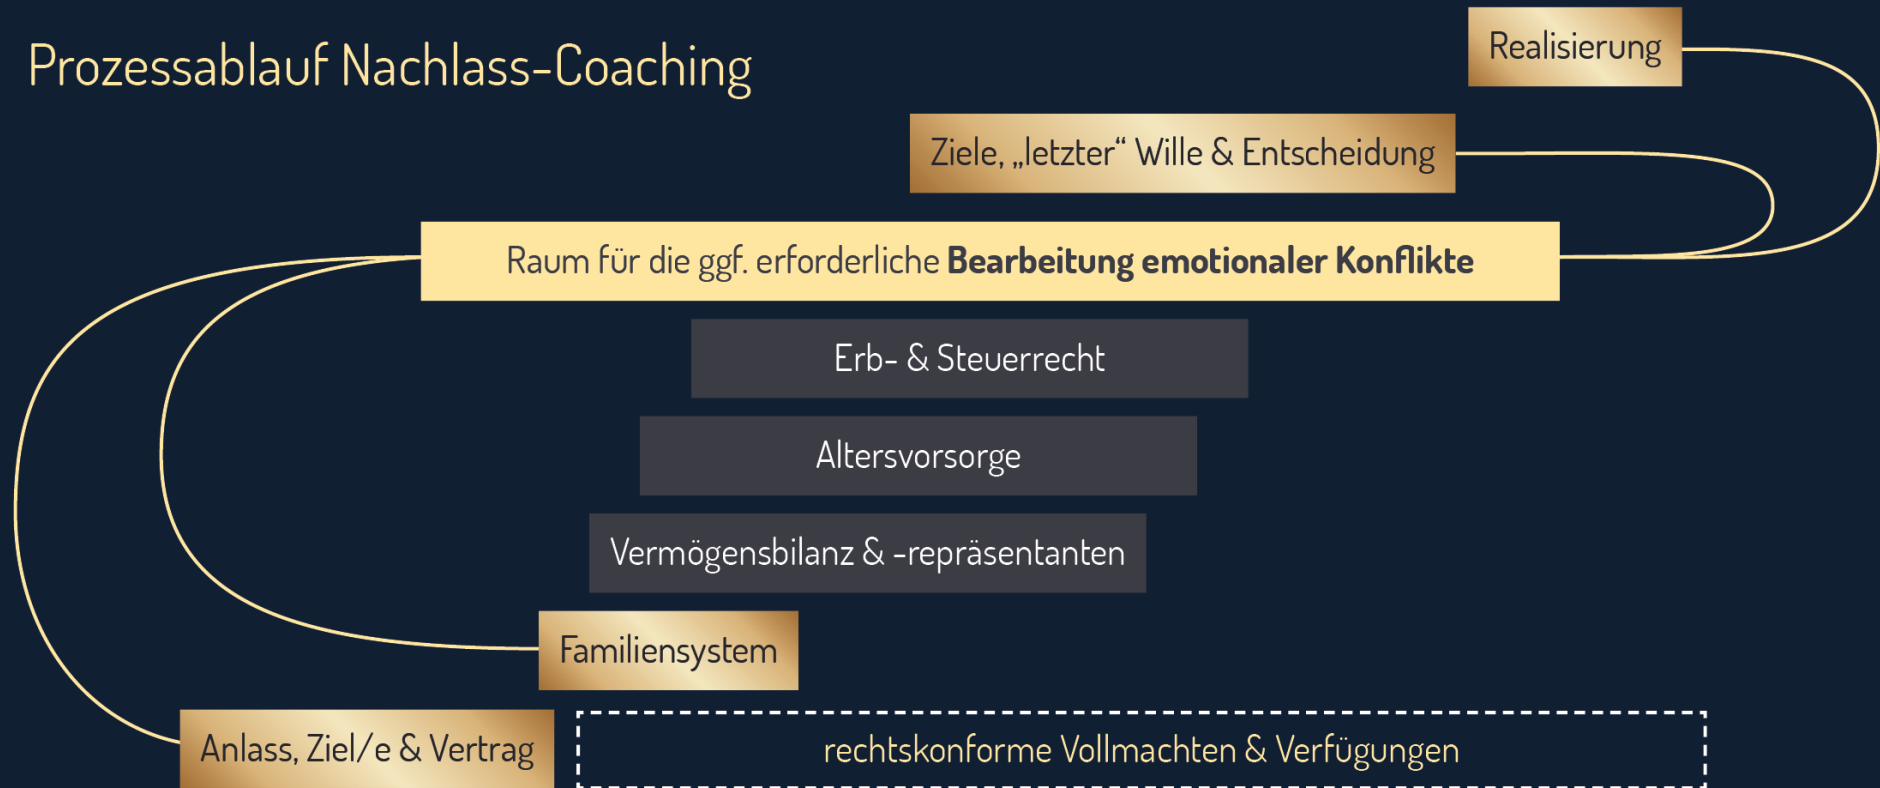 Prozessablauf Nachlass-Coaching
Realisierung
Ziele, „letzter“ Wille & Entscheidung
Raum für die ggf. erforderliche Bearbeitung emotionaler Konflikte
Erb- & Steuerrecht
Altersvorsorge
Vermögensbilanz & -repräsentanten
Familiensystem
Anlass, Ziel/e & Vertrag
rechtskonforme Vollmachten & Verfügungen